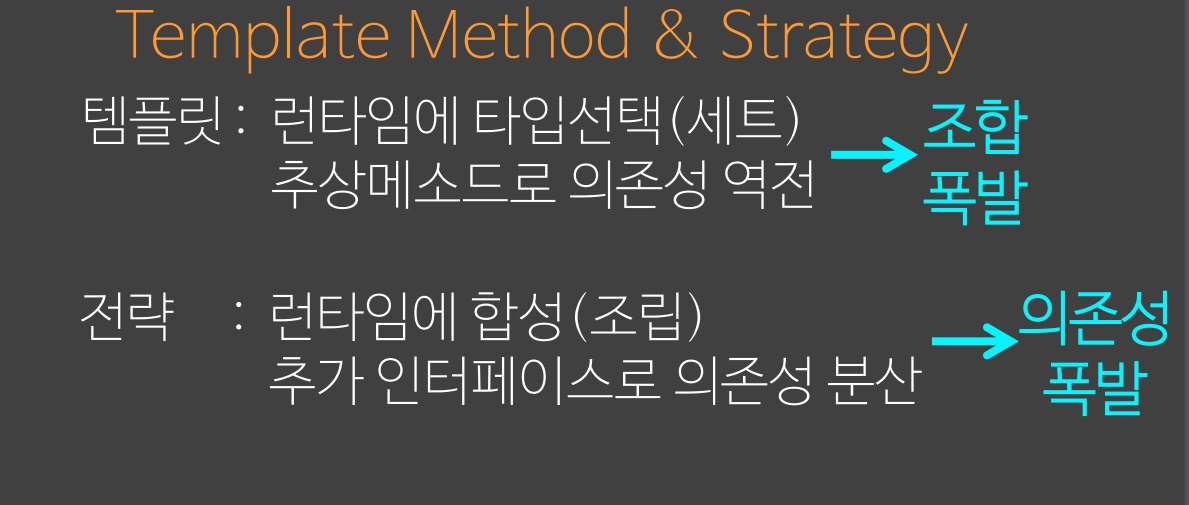 Template Method & Strategy
템플릿 : 런타임에 타입선택(세트)
추상메소드로 의존성 역전
조합
폭발
전략 : 런타임에 합성(조립)
추가 인터페이스로 의존성 분산
의존성
폭발